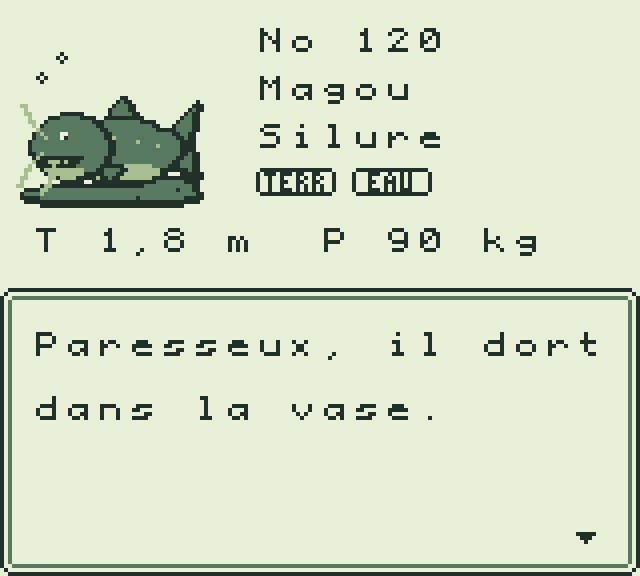 No 120
Magou
Silure
TERR EAU
T 1,8 m P 90 kg
Paresseux, il dort
dans la vase.